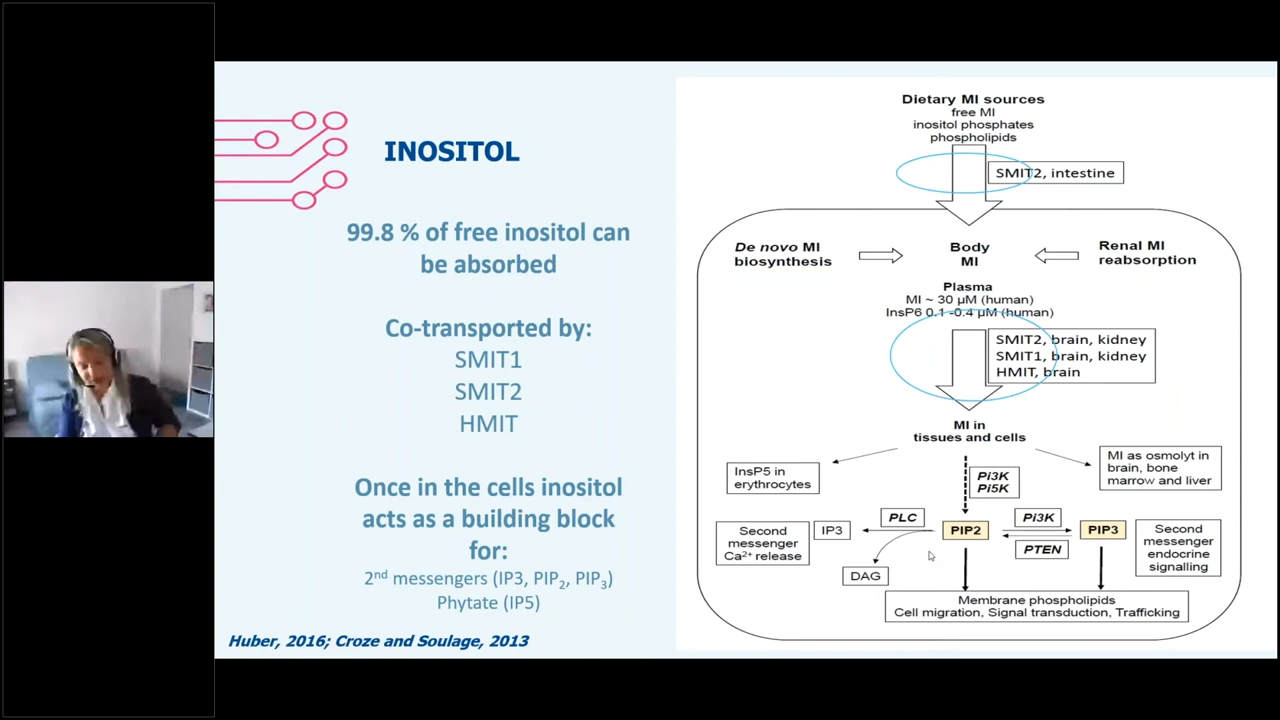 INOSITOL
99.8 % of free inositol can
be absorbed
Co-transported by:
SMIT1
SMIT2
HMIT
Once in the cells inositol
acts as a building block
for:
2nd messengers (IP3, PIP2, PIP3)
Phytate (IP5)
Huber, 2016; Croze and Soulage, 2013
Dietary MI sources
free MI
inositol phosphates
phospholipids
SMIT2, intestine
De novo MI
biosynthesis
Body
MI
Renal MI
reabsorption
Plasma
MI ~ 30 µM (human)
InsP6 0.1 -0.4 µM (human)
SMIT2, brain, kidney
SMIT1, brain, kidney
HMIT, brain
MI in
tissues and cells
InsP5 in
erythrocytes
Pi3K
Pi5K
MI as osmolyt in
brain, bone
marrow and liver
Second
messenger
Ca2+ release
IP3
PLC
PIP2
Pi3K
PTEN
PIP3
Second
messenger
endocrine
signalling
DAG
Membrane phospholipids
Cell migration, Signal transduction, Trafficking